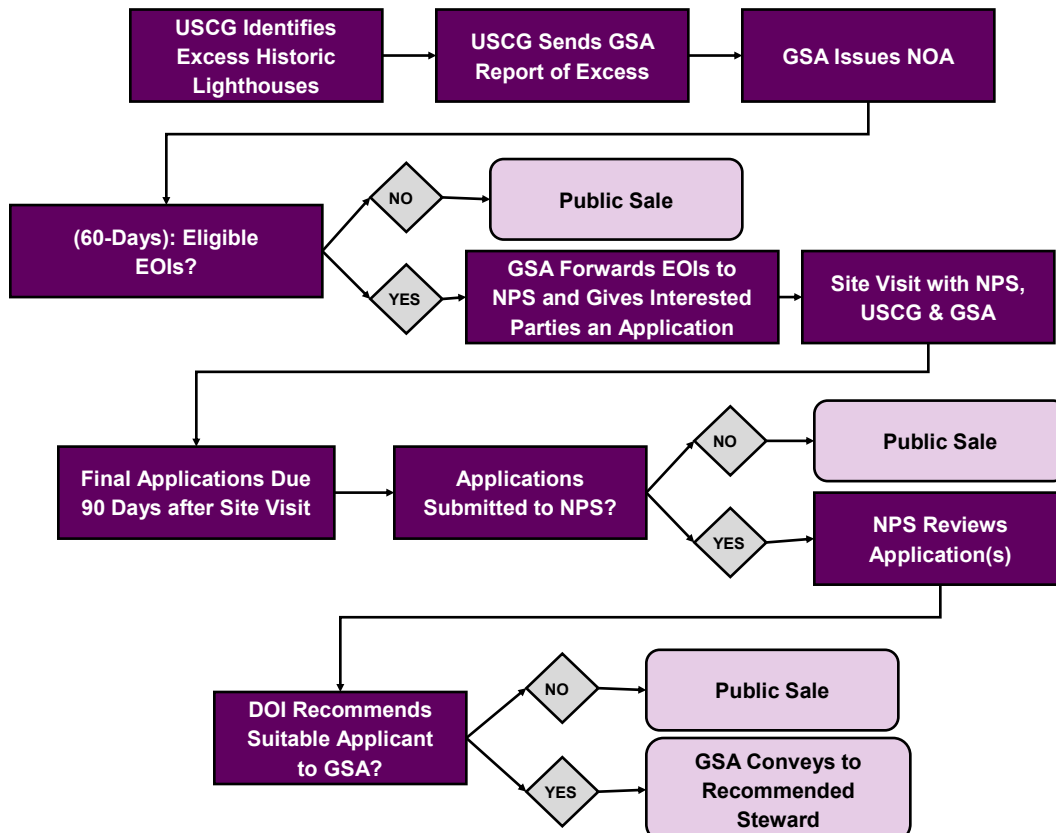 USCG Identifies
Excess Historic
Lighthouses
USCG Sends GSA
Report of Excess
GSA Issues NOA
(60-Days): Eligible
EOIs?
NO
Public Sale
YES
GSA Forwards EOIs to
NPS and Gives Interested
Parties an Application
Site Visit with NPS,
USCG & GSA
Final Applications Due
90 Days after Site Visit
Applications
Submitted to NPS?
NO
Public Sale
YES
NPS Reviews
Application(s)
DOI Recommends
Suitable Applicant
to GSA?
NO
Public Sale
YES
GSA Conveys to
Recommended
Steward